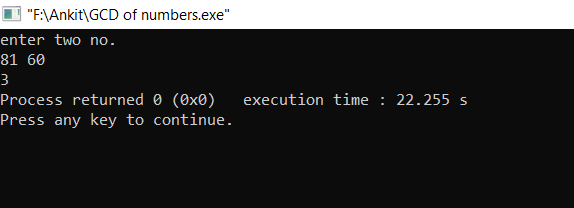 "F:\Ankit\GCD of numbers.exe"
enter two no.
81 60
3
Process returned 0 (0x0)   execution time : 22.255 s
Press any key to continue.